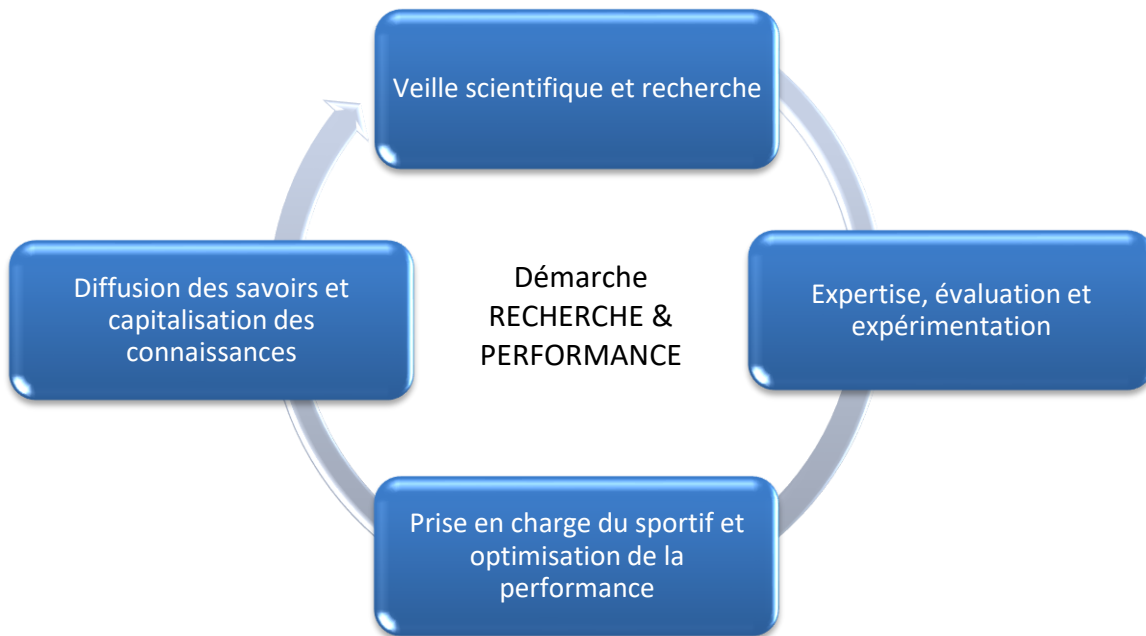 Veille scientifique et recherche
Diffusion des savoirs et
capitalisation des
connaissances
Démarche
RECHERCHE &
PERFORMANCE
Expertise, évaluation et
expérimentation
Prise en charge du sportif et
optimisation de la
performance